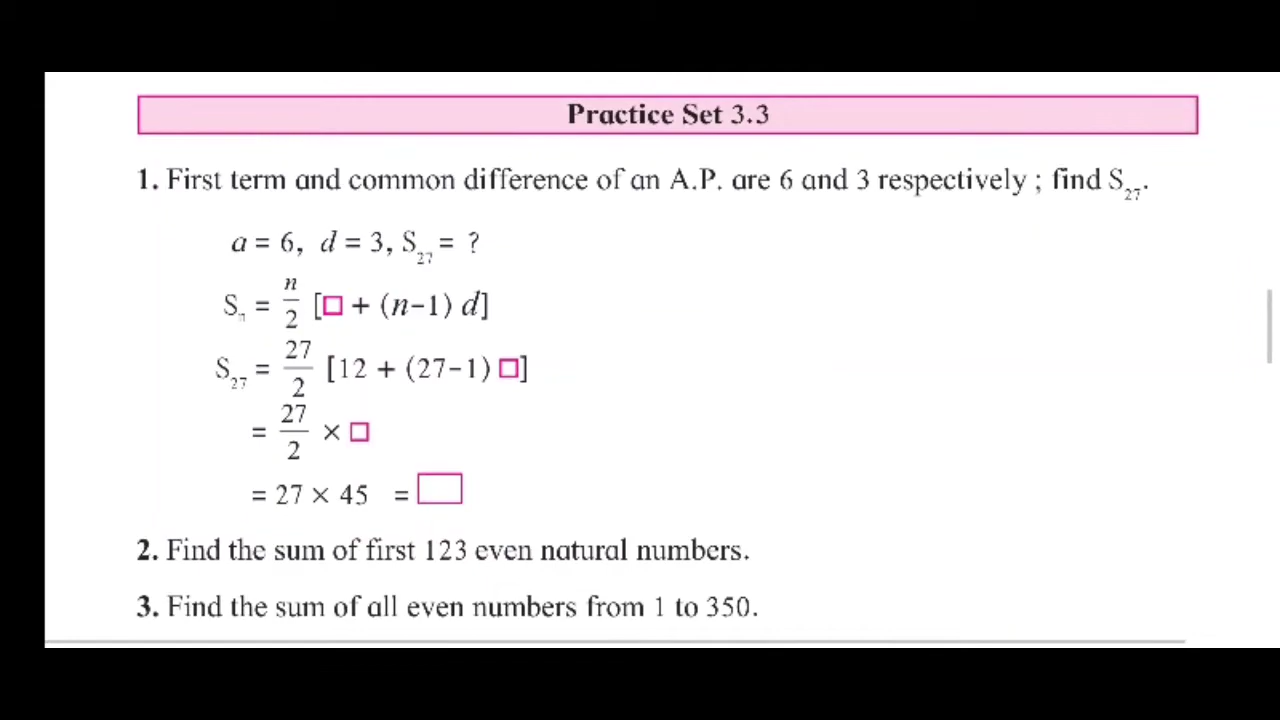 Practice Set 3.3
1. First term and common difference of an A.P. are 6 and 3 respectively ; find S₂₇.
a = 6, d = 3, S₂₇ = ?
Sₙ = n/2 [□ + (n−1) d]
S₂₇ = 27/2 [12 + (27−1) □]
= 27/2 × □
= 27 × 45 = □
2. Find the sum of first 123 even natural numbers.
3. Find the sum of all even numbers from 1 to 350.